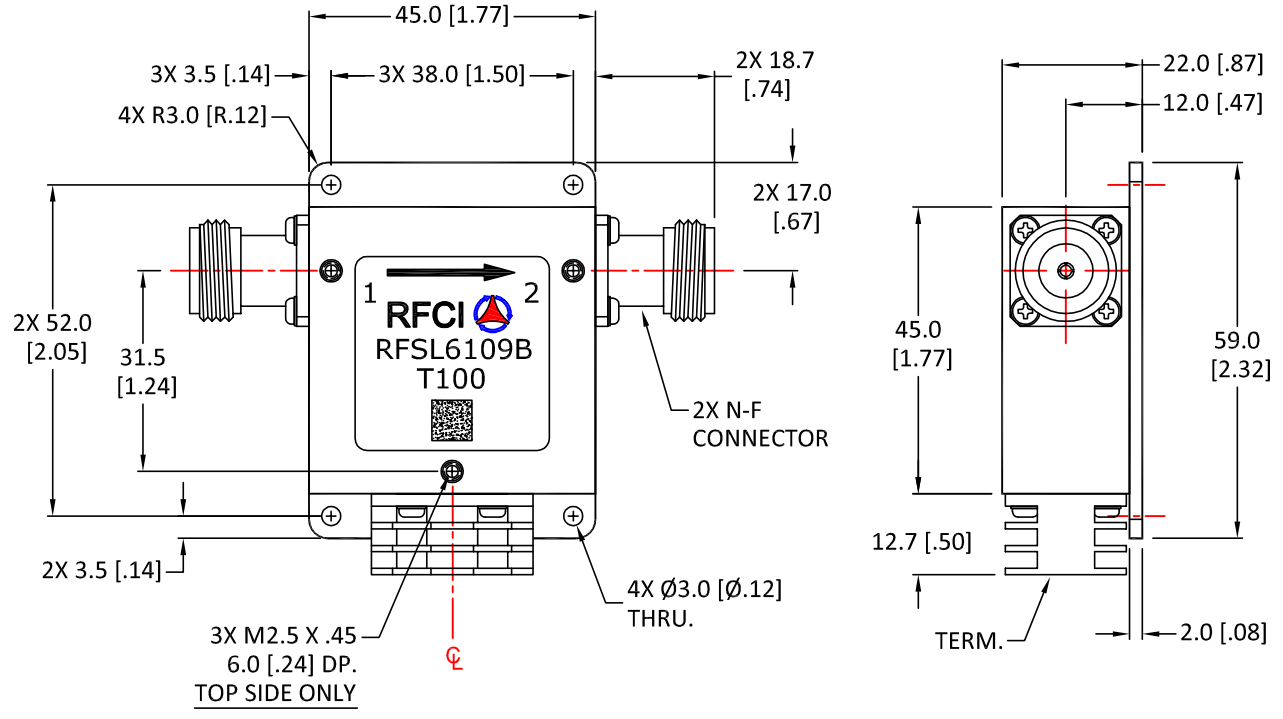 45.0 [1.77]
3X 3.5 [.14]
3X 38.0 [1.50]
2X 18.7
[.74]
4X R3.0 [R.12]
2X 17.0
[.67]
2X 52.0
[2.05]
31.5
[1.24]
1
2
RFCI
RFSL6109B
T100
2X N-F
CONNECTOR
2X 3.5 [.14]
4X Ø3.0 [Ø.12]
THRU.
3X M2.5 X .45
6.0 [.24] DP.
TOP SIDE ONLY
℄
22.0 [.87]
12.0 [.47]
45.0
[1.77]
59.0
[2.32]
12.7 [.50]
TERM.
2.0 [.08]